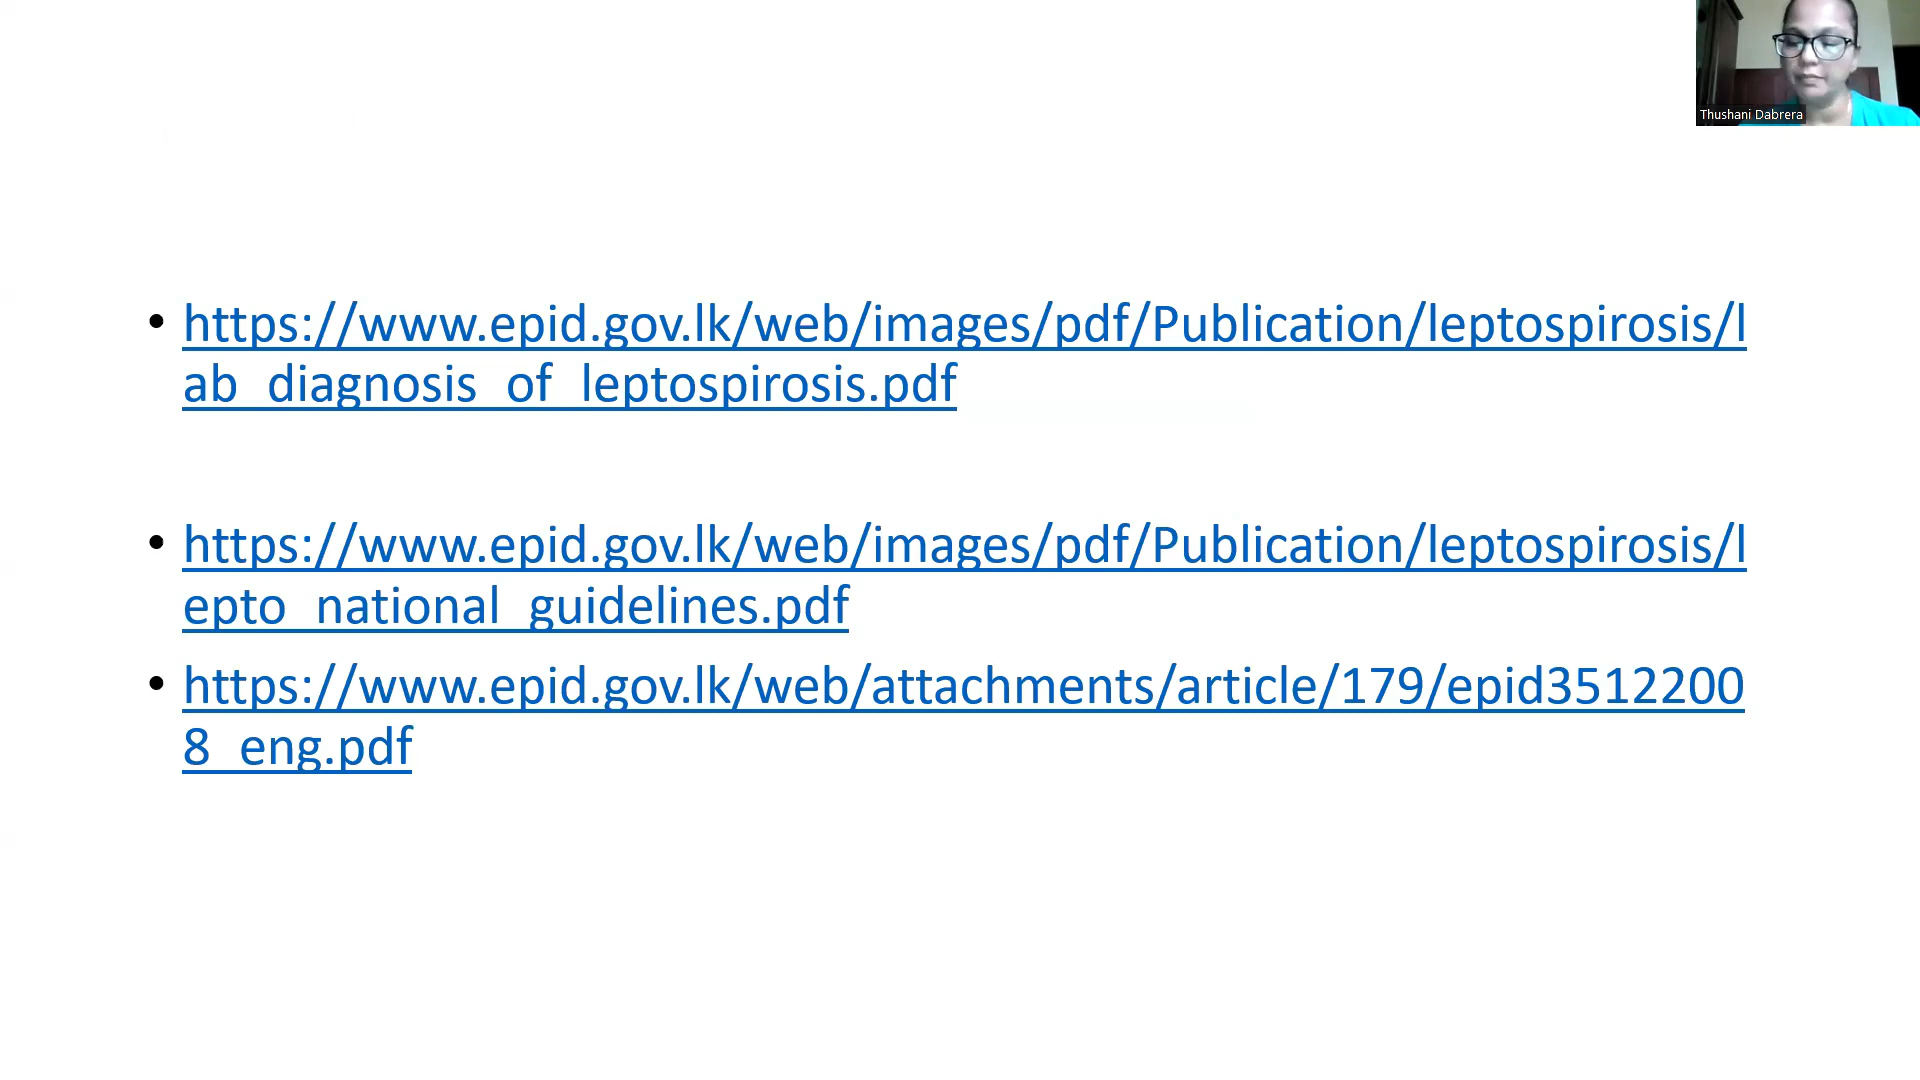 Thushani Dabrera
• https://www.epid.gov.lk/web/images/pdf/Publication/leptospirosis/l
ab_diagnosis_of_leptospirosis.pdf
• https://www.epid.gov.lk/web/images/pdf/Publication/leptospirosis/l
epto_national_guidelines.pdf
• https://www.epid.gov.lk/web/attachments/article/179/epid3512200
8_eng.pdf